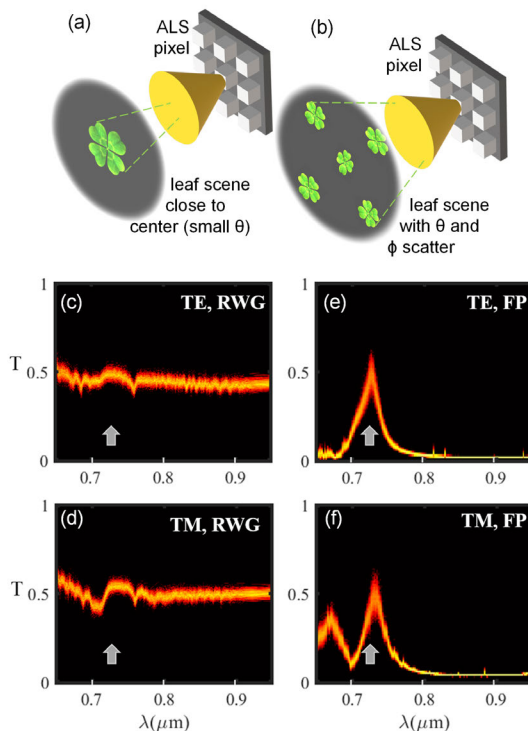 (a)
ALS
pixel
leaf scene
close to
center (small θ)
(b)
ALS
pixel
leaf scene
with θ and
ϕ scatter
(c)
TE, RWG
1
T 0.5
0
0.7 0.8 0.9
(e)
TE, FP
1
0.5
0
0.7 0.8 0.9
(d)
TM, RWG
1
T 0.5
0
0.7 0.8 0.9
λ(μm)
(f)
TM, FP
1
0.5
0
0.7 0.8 0.9
λ(μm)